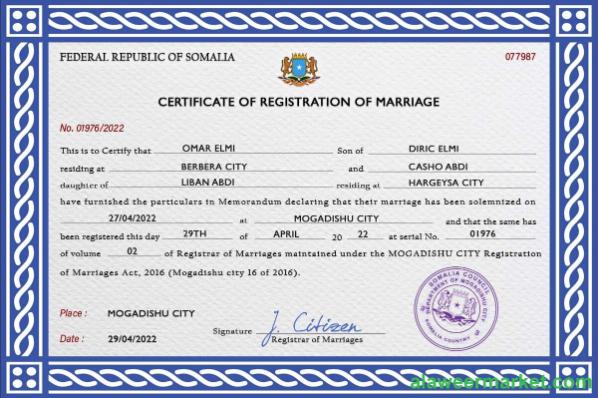 FEDERAL REPUBLIC OF SOMALIA 077987
CERTIFICATE OF REGISTRATION OF MARRIAGE
No. 01976/2022
This is to Certify that OMAR ELMI Son of DIRIC ELMI
residing at BERBERA CITY and CASHO ABDI
daughter of LIBAN ABDI residing at HARGEYSA CITY
have furnished the particulars in Memorandum declaring that their marriage has been solemnized on
27/04/2022 at MOGADISHU CITY and that the same has
been registered this day 29TH of APRIL 20 22 at serial No. 01976
of volume 02 of Registrar of Marriages maintained under the MOGADISHU CITY Registration
of Marriages Act, 2016 (Mogadishu city 16 of 2016).
Place : MOGADISHU CITY
Signature J. Citizen
Date : 29/04/2022 Registrar of Marriages
SOMALIA COUNCIL
DEPARTMENT OF MOGADISHU CITY
SOMALIA COUNTRY
alaweermarket.com